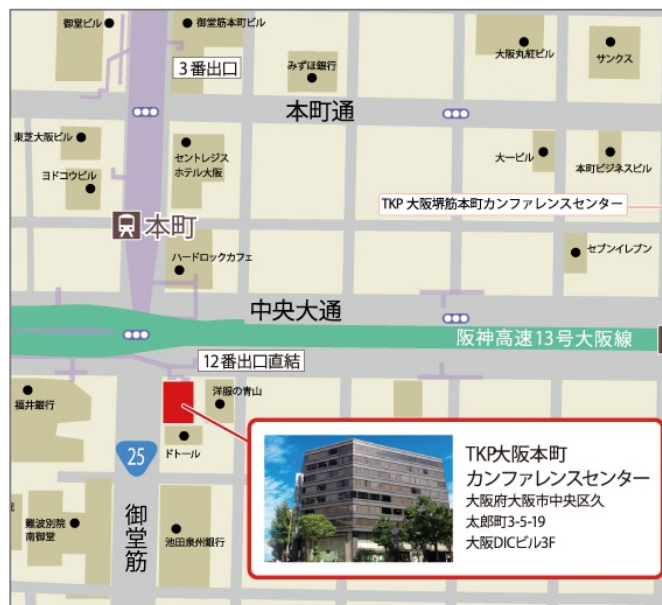 御堂ビル
御堂筋本町ビル
3番出口
みずほ銀行
大阪丸紅ビル
サンクス
本町通
東芝大阪ビル
セントレジス
ホテル大阪
大一ビル
本町ビジネスビル
ヨドコウビル
TKP 大阪堺筋本町カンファレンスセンター
本町
ハードロックカフェ
セブンイレブン
中央大通
阪神高速13号大阪線
12番出口直結
福井銀行
洋服の青山
ドトール
25
御堂筋
難波別院
南御堂
池田泉州銀行
TKP大阪本町
カンファレンスセンター
大阪府大阪市中央区久
太郎町3-5-19
大阪DICビル3F